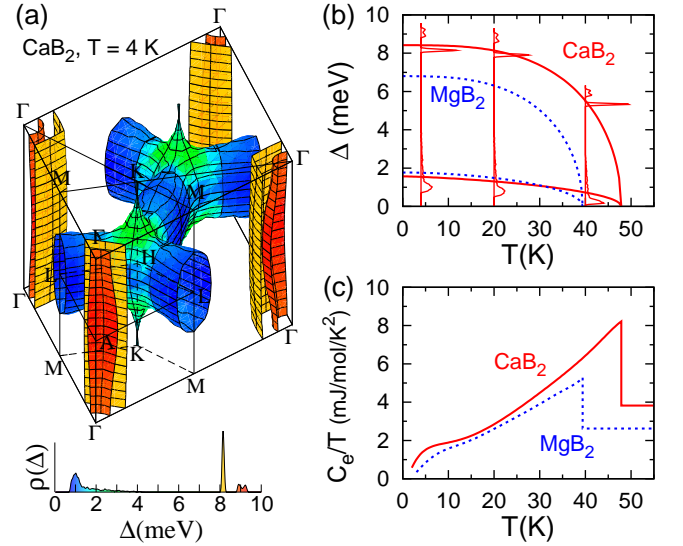 (a)
CaB₂, T = 4 K
Γ
Γ
Γ
M
K
M
Γ
H
L
L
Γ
A
K
M
M
Γ
Γ
ρ(Δ)
0 2 4 6 8 10
Δ(meV)
(b)
10
8
6
4
2
0
Δ (meV)
CaB₂
MgB₂
0 10 20 30 40 50
T(K)
(c)
10
8
6
4
2
0
C_e/T (mJ/mol/K²)
CaB₂
MgB₂
0 10 20 30 40 50
T(K)